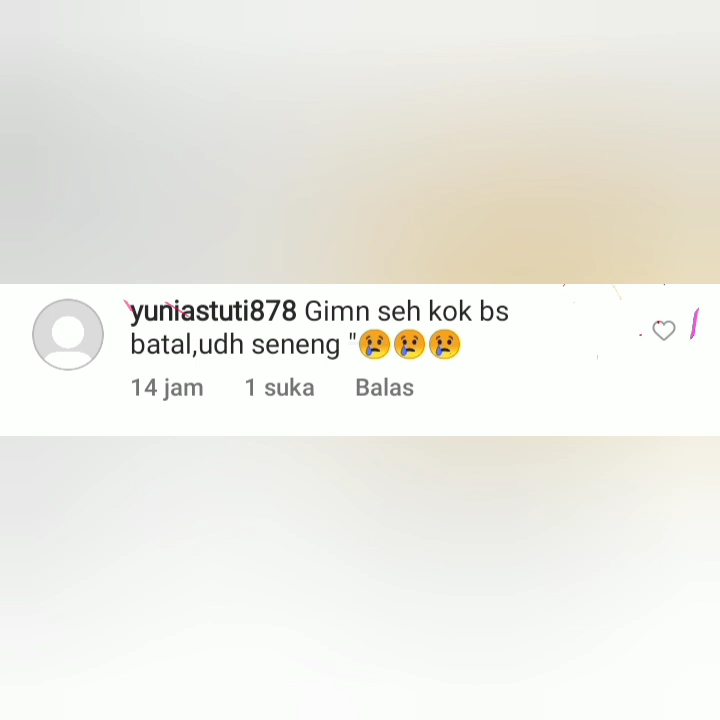 yuniastuti878 Gimn seh kok bs
batal,udh seneng "😢😢😢
14 jam 1 suka Balas